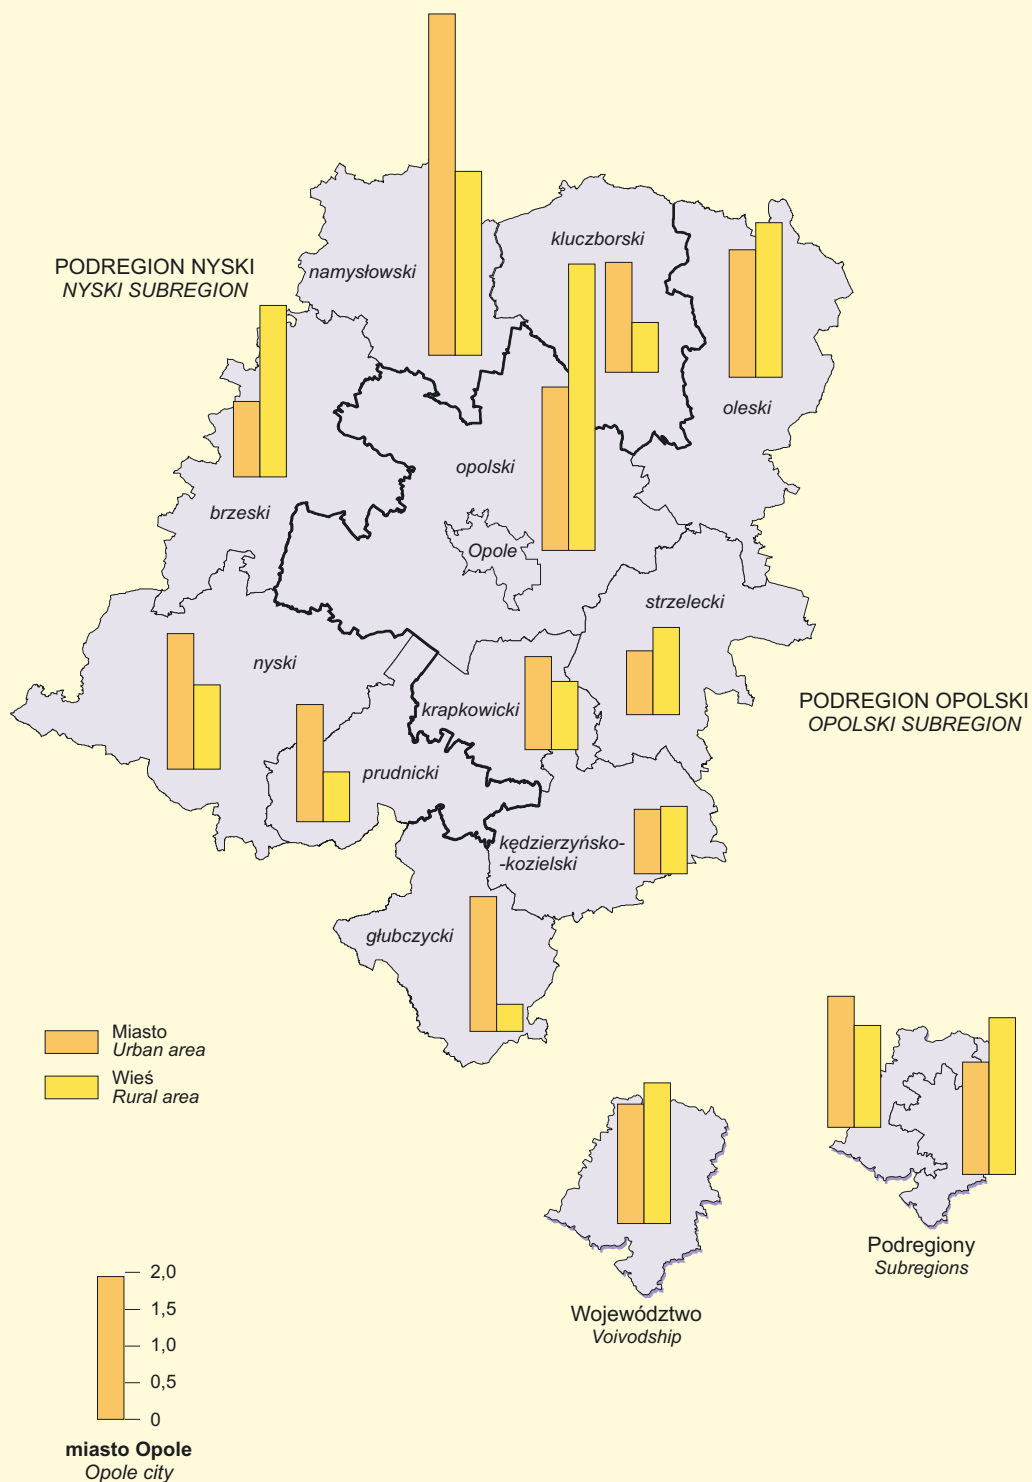 namysłowski
kluczborski
PODREGION NYSKI
NYSKI SUBREGION
oleski
opolski
brzeski
Opole
strzelecki
nyski
krapkowicki
PODREGION OPOLSKI
OPOLSKI SUBREGION
prudnicki
kędzierzyńsko-
-kozielski
głubczycki
Miasto
Urban area
Wieś
Rural area
Podregiony
Subregions
Województwo
Voivodship
2,0
1,5
1,0
0,5
0
miasto Opole
Opole city